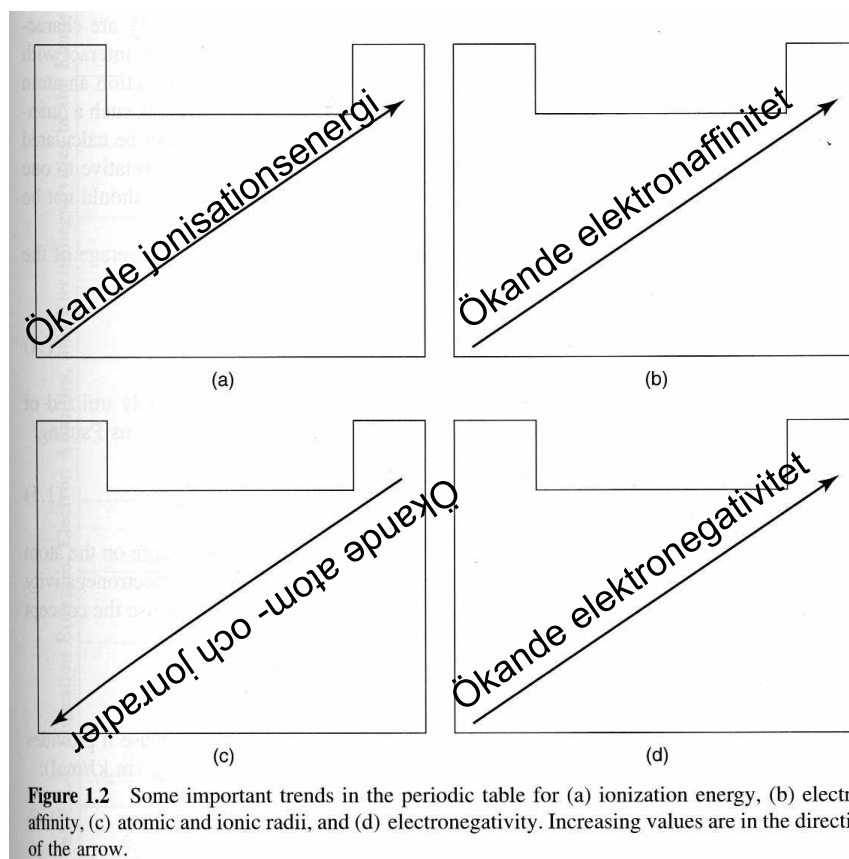 Ökande jonisationsenergi
(a)
Ökande elektronaffinitet
(b)
Ökande atom- och jonradier
(c)
Ökande elektronegativitet
(d)
Figure 1.2 Some important trends in the periodic table for (a) ionization energy, (b) electr
affinity, (c) atomic and ionic radii, and (d) electronegativity. Increasing values are in the directi
of the arrow.